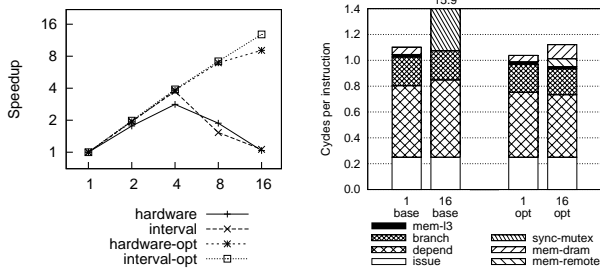 Speedup
16
8
4
2
1
1 2 4 8 16
hardware
interval
hardware-opt
interval-opt
15.9
Cycles per instruction
1.4
1.2
1.0
0.8
0.6
0.4
0.2
0.0
1 16 1 16
base base opt opt
mem-l3
branch sync-mutex
depend mem-dram
issue mem-remote